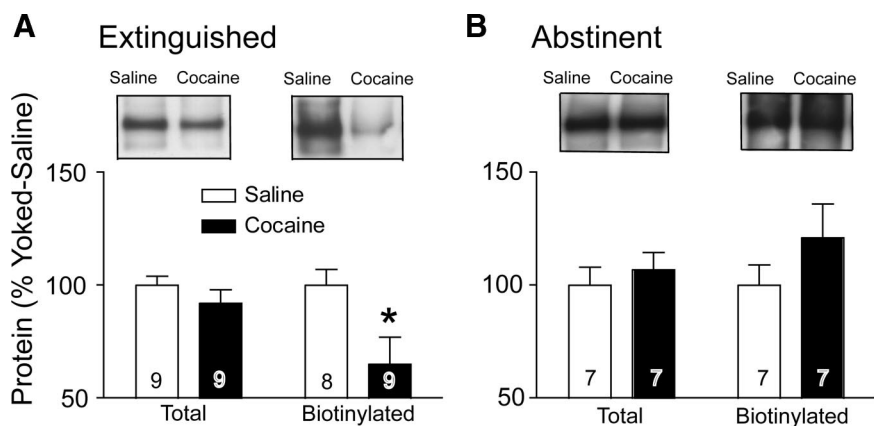 A Extinguished
B Abstinent
Saline Cocaine
Saline Cocaine
Saline Cocaine
Saline Cocaine
Protein (% Yoked-Saline)
150
100
50
Saline
Cocaine
9
9
8
9
*
Total
Biotinylated
150
100
50
7
7
7
7
Total
Biotinylated